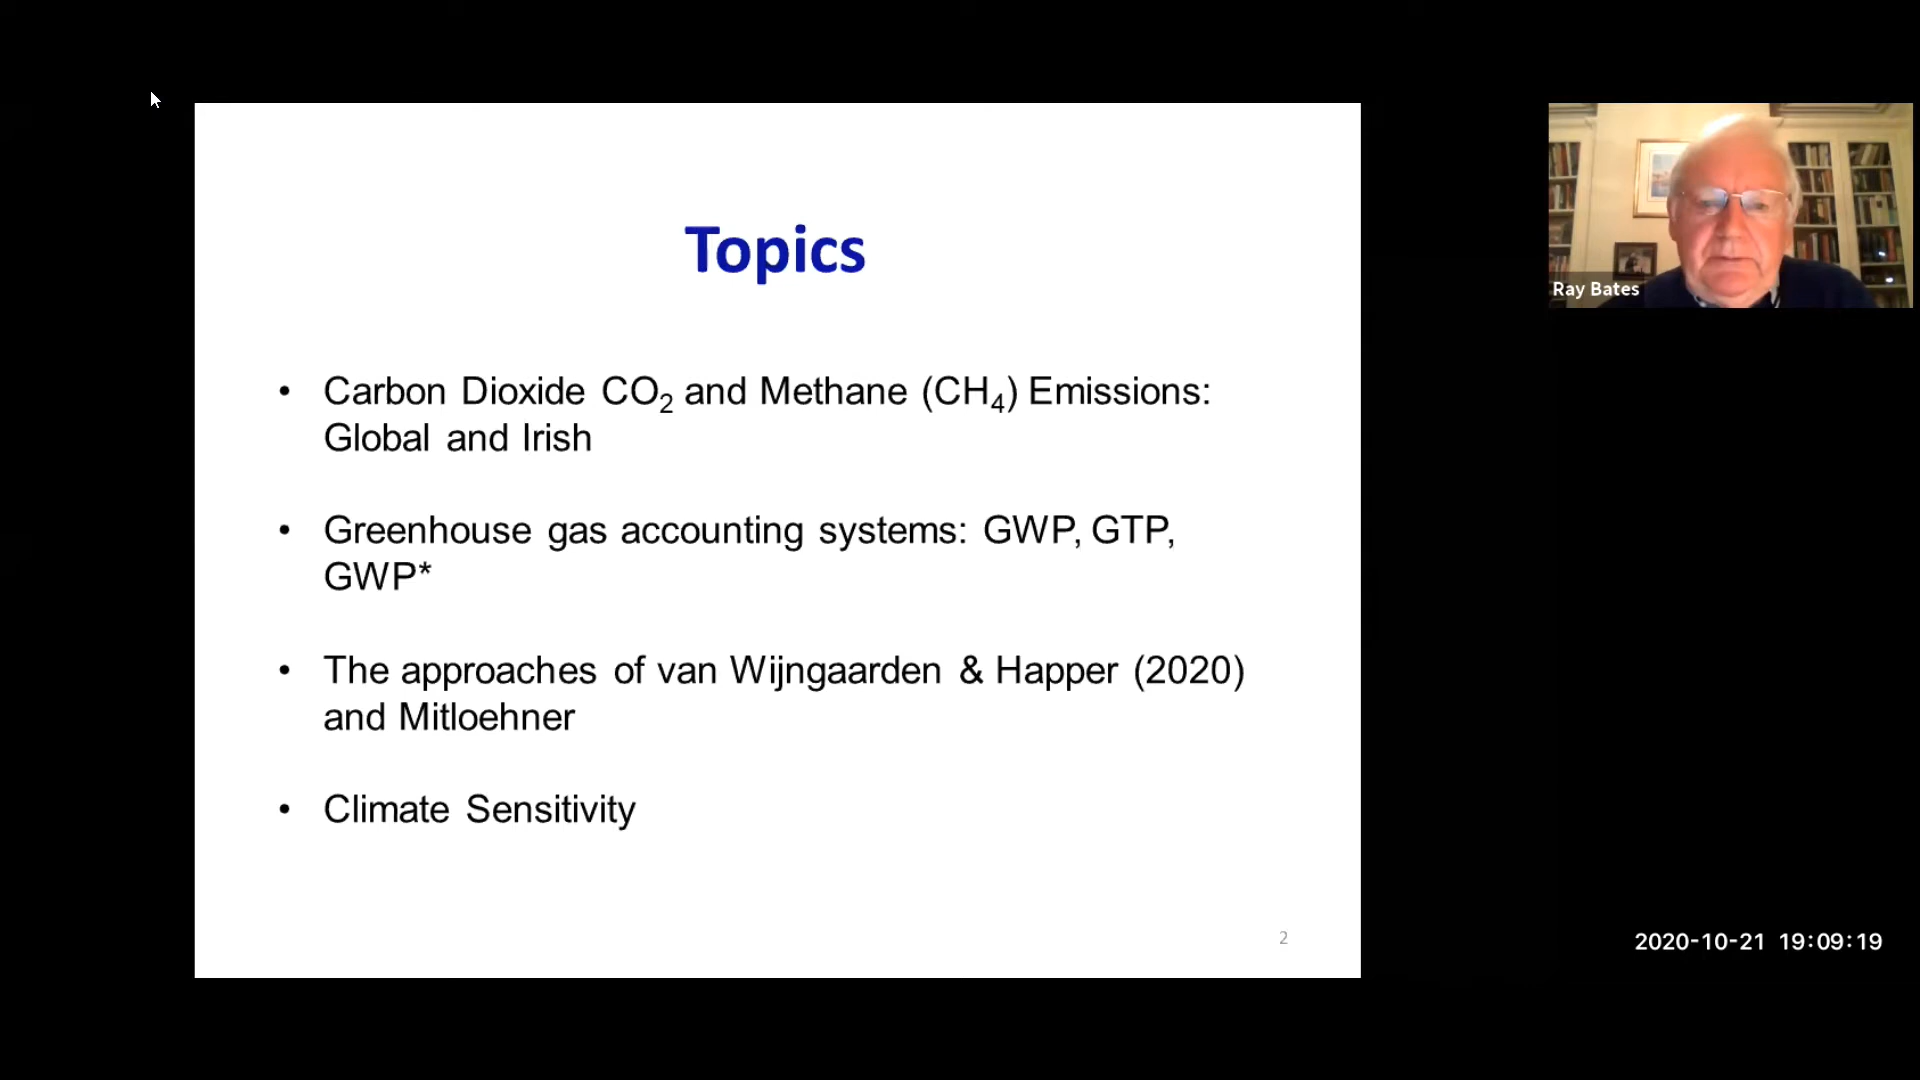 Topics
• Carbon Dioxide CO₂ and Methane (CH₄) Emissions:
Global and Irish
• Greenhouse gas accounting systems: GWP, GTP,
GWP*
• The approaches of van Wijngaarden & Happer (2020)
and Mitloehner
• Climate Sensitivity
2
Ray Bates
2020-10-21 19:09:19